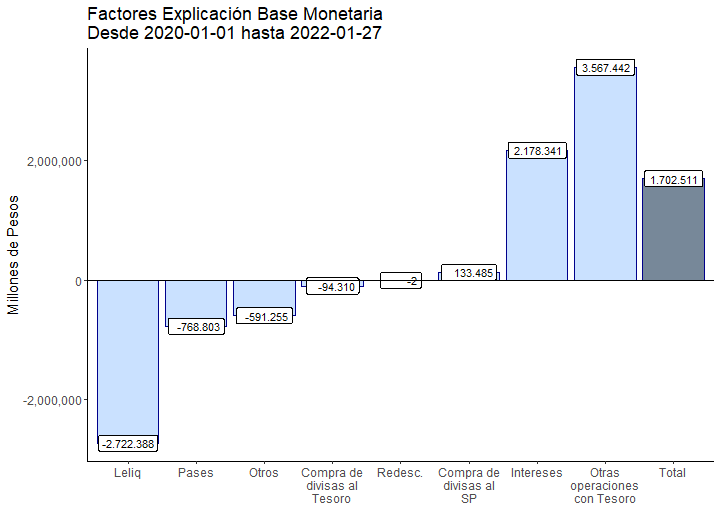 Factores Explicación Base Monetaria
Desde 2020-01-01 hasta 2022-01-27
Millones de Pesos
2,000,000
0
-2,000,000
-2.722.388
-768.803
-591.255
-94.310
-2
133.485
2.178.341
3.567.442
1.702.511
Leliq
Pases
Otros
Compra de
divisas al
Tesoro
Redesc.
Compra de
divisas al
SP
Intereses
Otras
operaciones
con Tesoro
Total